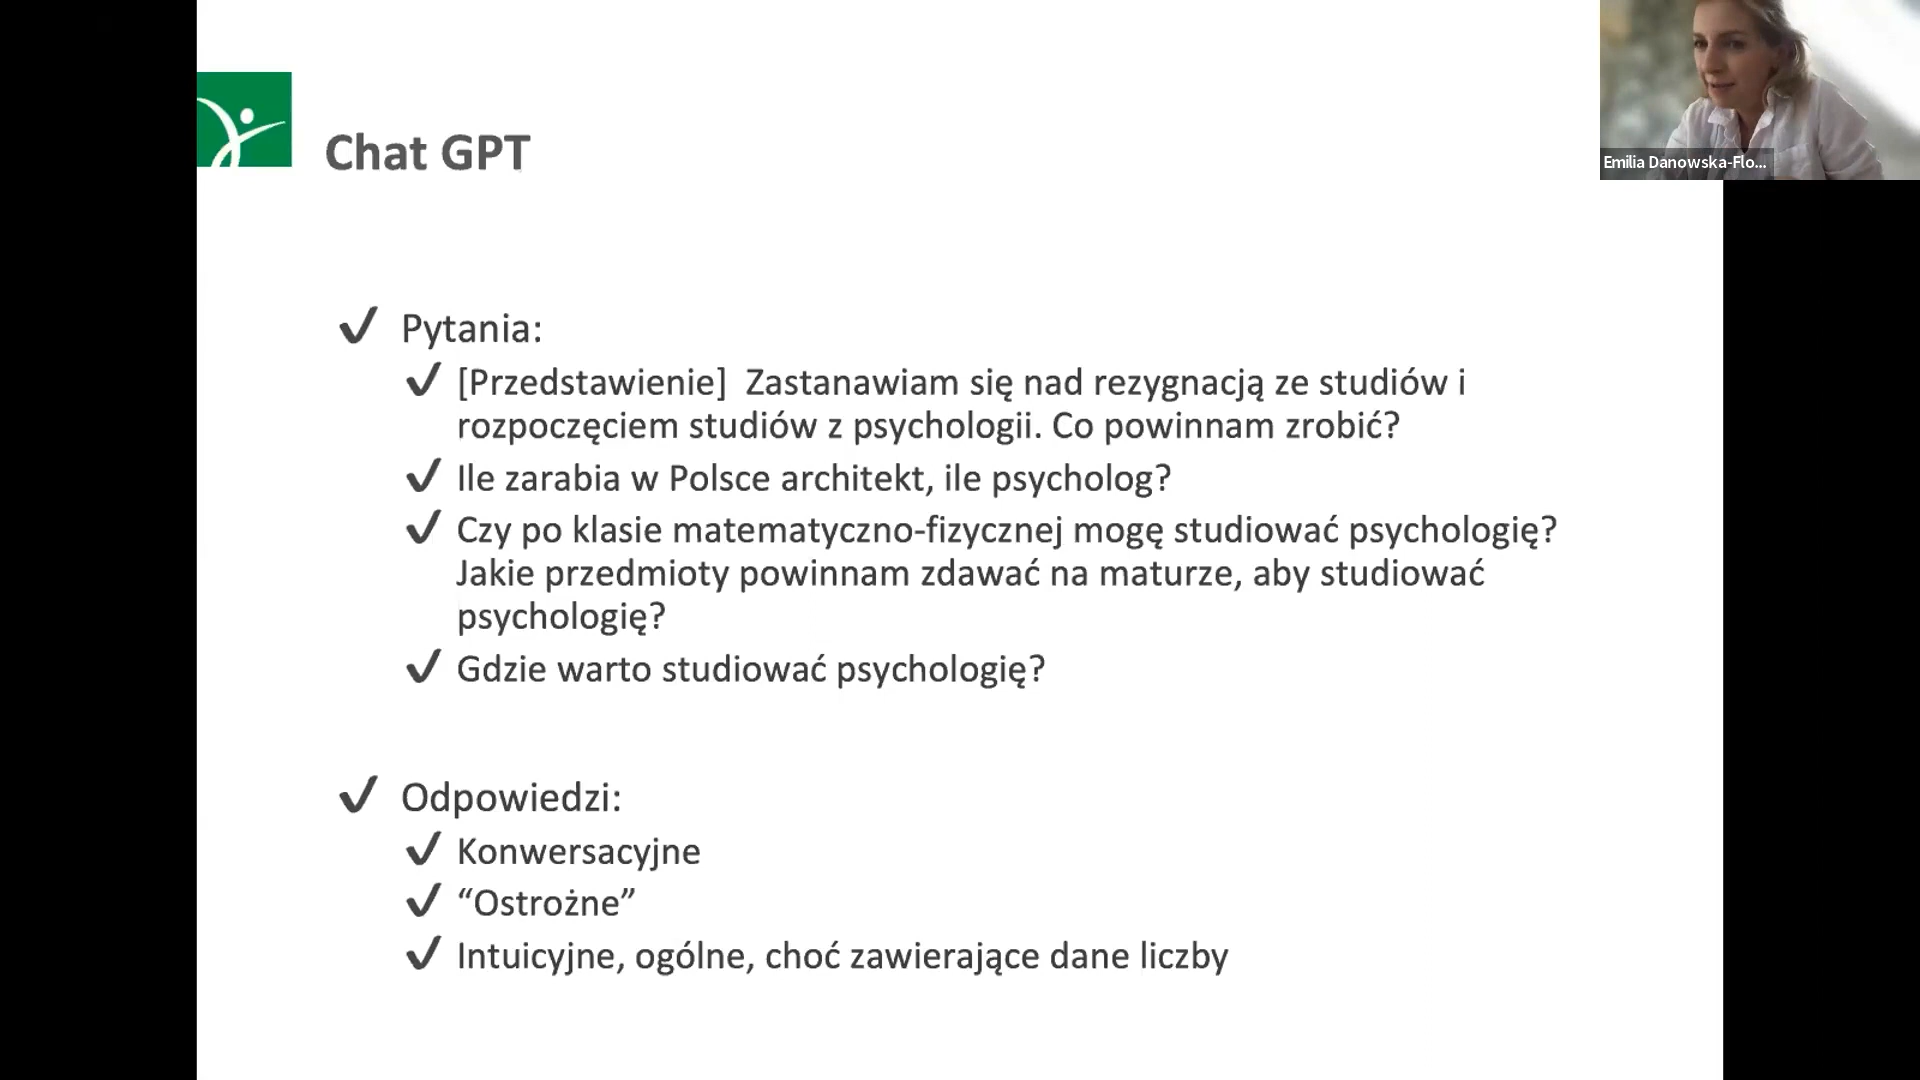 Emilia Danowska-Flo...
Chat GPT
✔ Pytania:
✔ [Przedstawienie] Zastanawiam się nad rezygnacją ze studiów i
rozpoczęciem studiów z psychologii. Co powinnam zrobić?
✔ Ile zarabia w Polsce architekt, ile psycholog?
✔ Czy po klasie matematyczno-fizycznej mogę studiować psychologię?
Jakie przedmioty powinnam zdawać na maturze, aby studiować
psychologię?
✔ Gdzie warto studiować psychologię?
✔ Odpowiedzi:
✔ Konwersacyjne
✔ “Ostrożne”
✔ Intuicyjne, ogólne, choć zawierające dane liczby